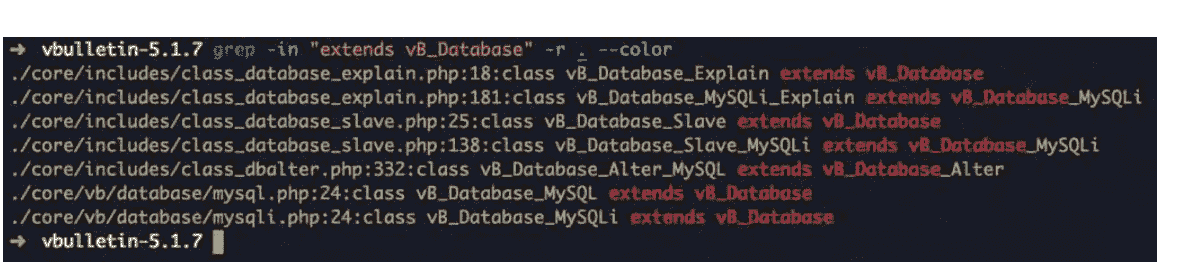 → vbulletin-5.1.7 grep -in "extends vB_Database" -r . --color
./core/includes/class_database_explain.php:18:class vB_Database_Explain extends vB_Database
./core/includes/class_database_explain.php:181:class vB_Database_MySQLi_Explain extends vB_Database_MySQLi
./core/includes/class_database_slave.php:25:class vB_Database_Slave extends vB_Database
./core/includes/class_database_slave.php:138:class vB_Database_Slave_MySQLi extends vB_Database_MySQLi
./core/includes/class_dbalter.php:332:class vB_Database_Alter_MySQL extends vB_Database_Alter
./core/vb/database/mysql.php:24:class vB_Database_MySQL extends vB_Database
./core/vb/database/mysqli.php:24:class vB_Database_MySQLi extends vB_Database
→ vbulletin-5.1.7